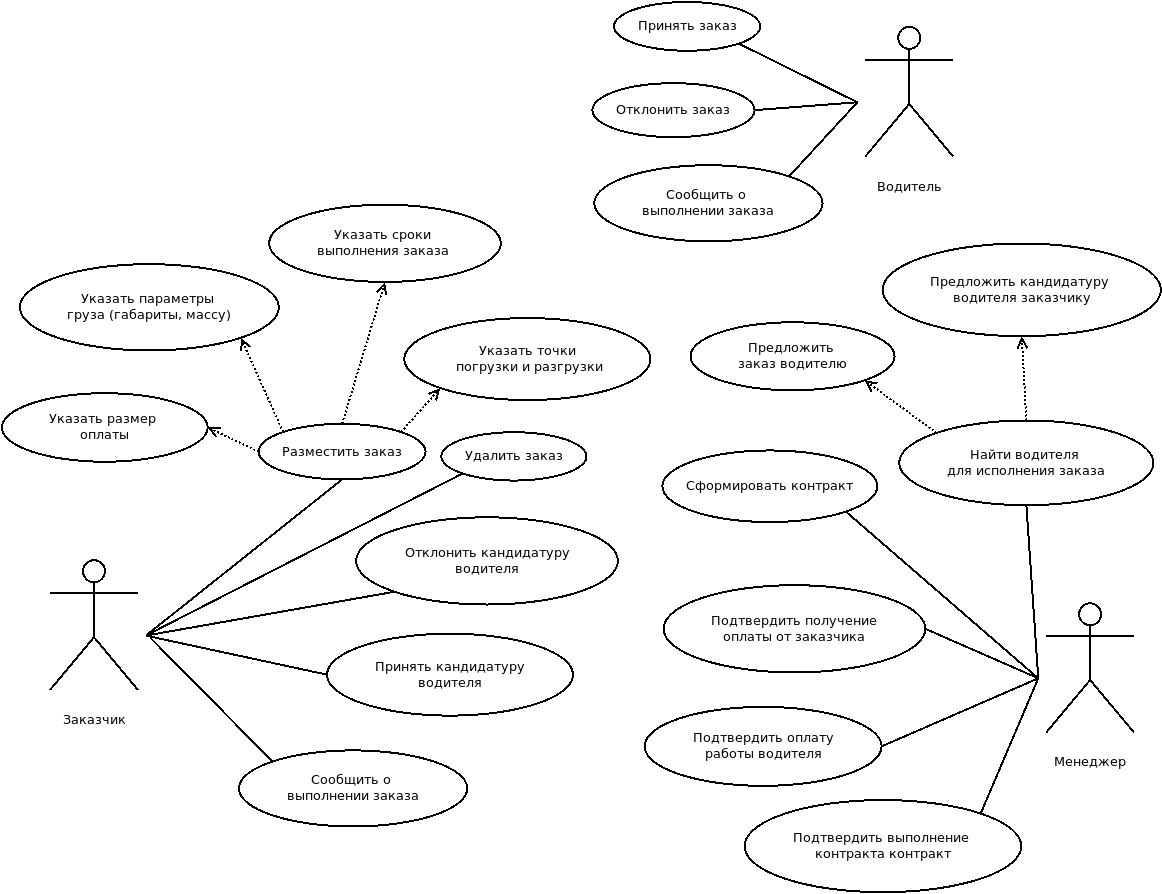 Принять заказ
Отклонить заказ
Сообщить о
выполнении заказа
Водитель
Указать сроки
выполнения заказа
Указать параметры
груза (габариты, массу)
Указать точки
погрузки и разгрузки
Указать размер
оплаты
Разместить заказ
Удалить заказ
Отклонить кандидатуру
водителя
Принять кандидатуру
водителя
Сообщить о
выполнении заказа
Заказчик
Предложить кандидатуру
водителя заказчику
Предложить
заказ водителю
Найти водителя
для исполнения заказа
Сформировать контракт
Подтвердить получение
оплаты от заказчика
Подтвердить оплату
работы водителя
Подтвердить выполнение
контракта контракт
Менеджер